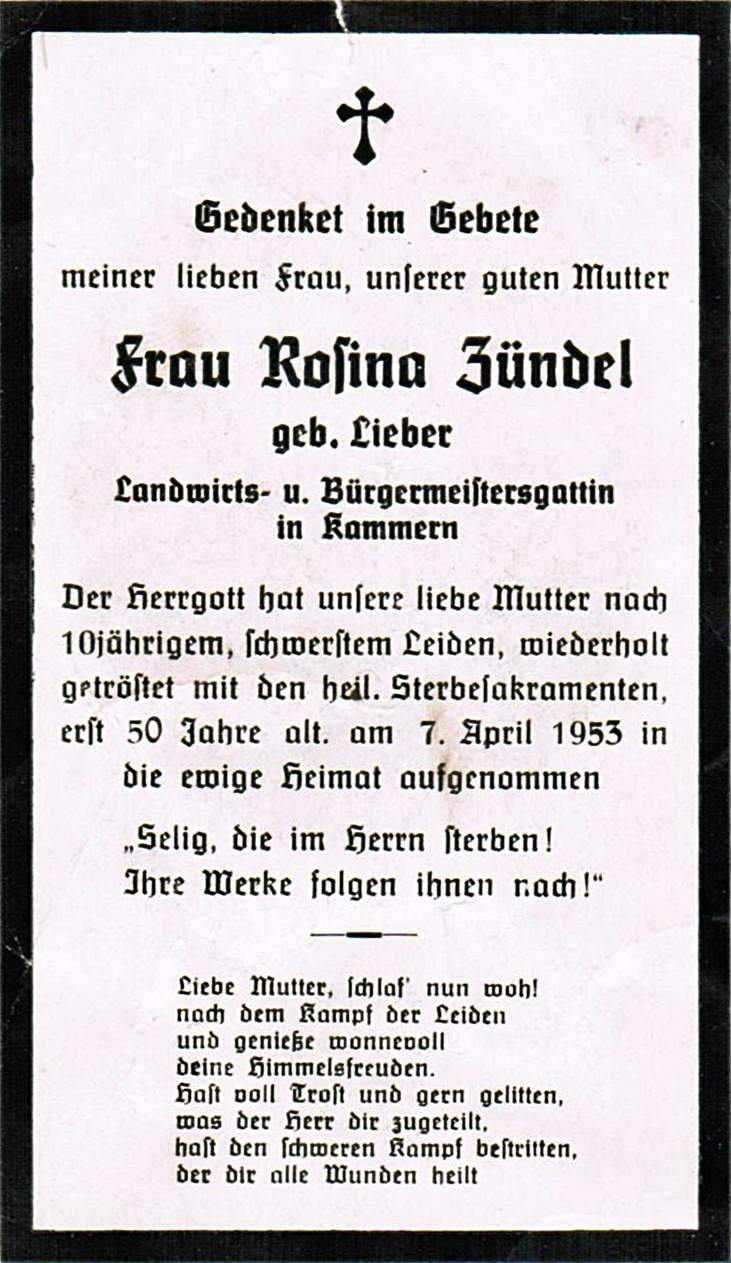 Gedenket im Gebete
meiner lieben Frau, unserer guten Mutter
Frau Rosina Zündel
geb. Lieber
Landwirts- u. Bürgermeistersgattin
in Kammern
Der Herrgott hat unsere liebe Mutter nach
10jährigem, schwerstem Leiden, wiederholt
getröstet mit den heil. Sterbesakramenten,
erst 50 Jahre alt. am 7. April 1953 in
die ewige Heimat aufgenommen
„Selig, die im Herrn sterben!
Ihre Werke folgen ihnen nach!“
Liebe Mutter, schlaf' nun wohl
nach dem Kampf der Leiden
und genieße wonnevoll
deine Himmelsfreuden.
Hast voll Trost und gern gelitten,
was der Herr dir zugeteilt,
hast den schweren Kampf bestritten,
der dir alle Wunden heilt